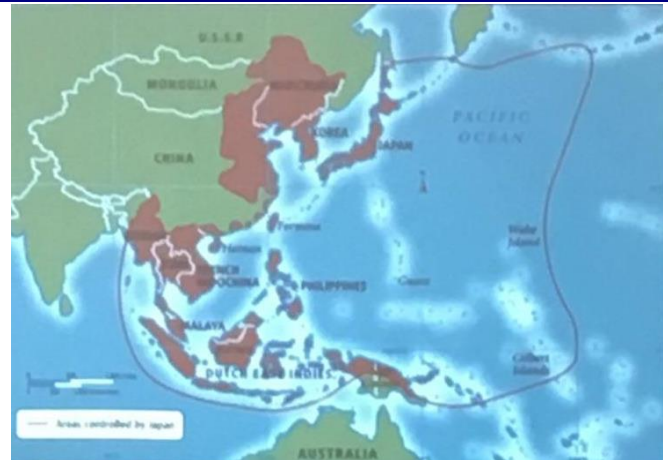 U.S.S.R
MONGOLIA
MANCHURIA
KOREA
JAPAN
CHINA
PACIFIC
OCEAN
Formosa
Hainan
FRENCH
INDOCHINA
PHILIPPINES
Guam
Wake
Island
MALAYA
Gilbert
Islands
DUTCH EAST INDIES
Areas controlled by Japan
AUSTRALIA